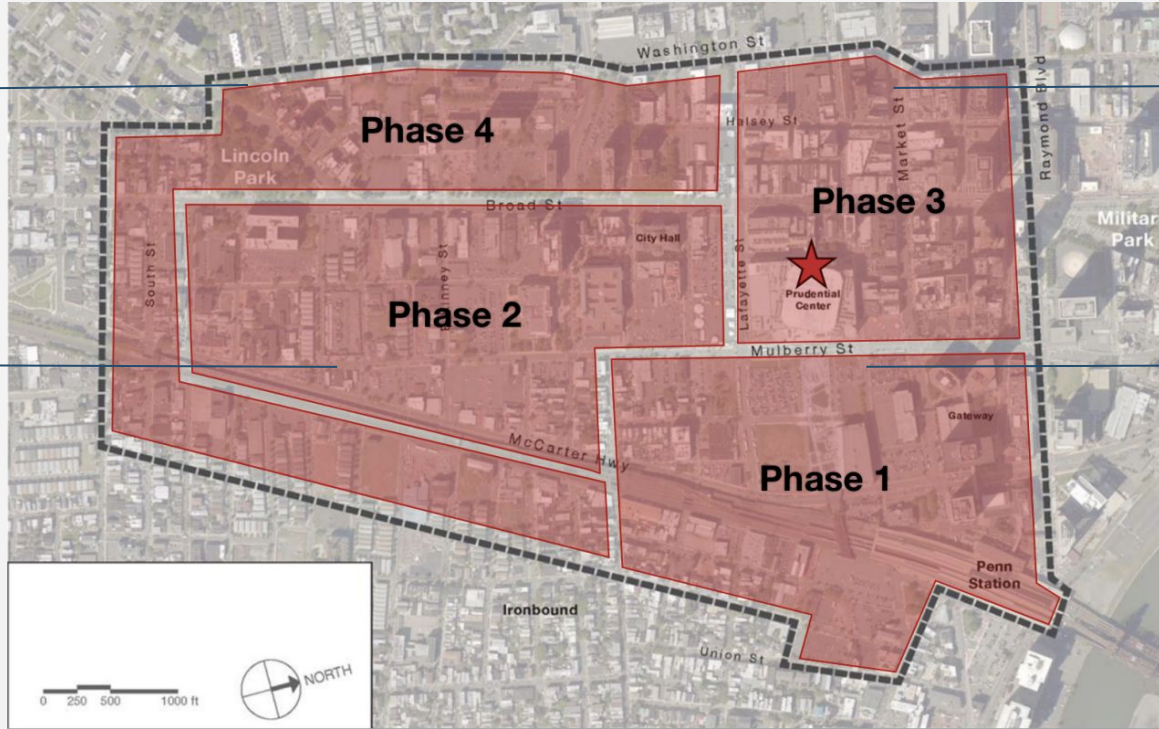 Washington St
Raymond Blvd
Phase 4
Halsey St
Market St
Lincoln
Park
Phase 3
Broad St
Militar
Park
City Hall
South St
Lafayette St
Prudential
Center
Phase 2
Mulberry St
Gateway
McCarter Hwy
Phase 1
Penn
Station
Ironbound
Union St
NORTH
0 250 500 1000 ft